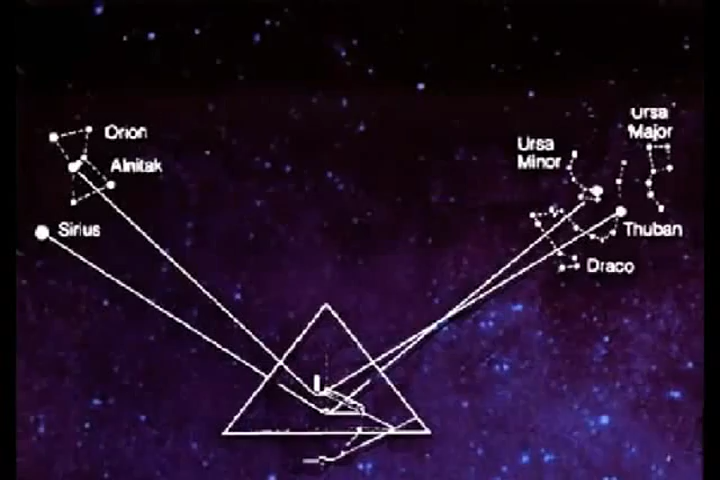 Orion
Alnitak
Sirius
Ursa
Minor
Ursa
Major
Thuban
Draco